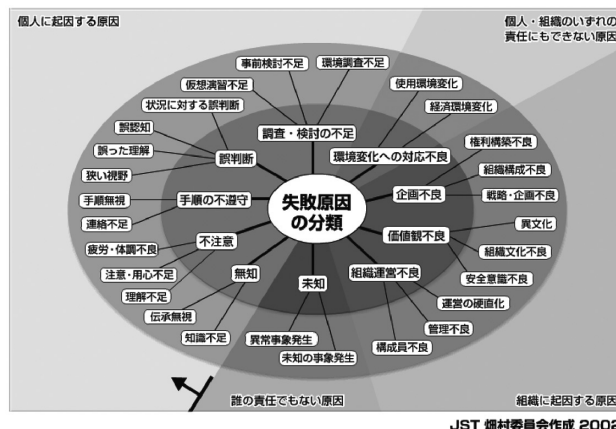 個人に起因する原因
個人・組織のいずれの
責任にもできない原因
事前検討不足
環境調査不足
仮想演習不足
使用環境変化
状況に対する誤判断
経済環境変化
調査・検討の不足
誤認知
権利構築不良
誤った理解
誤判断
環境変化への対応不良
組織構成不良
狭い視野
企画不良
戦略・企画不良
手順無視
手順の不遵守
失敗原因
の分類
異文化
連絡不足
価値観不良
組織文化不良
疲労・体調不良
不注意
組織運営不良
安全意識不良
注意・用心不足
無知
未知
運営の硬直化
理解不足
管理不良
伝承無視
構成員不良
知識不足
異常事象発生
未知の事象発生
誰の責任でもない原因
組織に起因する原因
JST 畑村委員会作成 2002